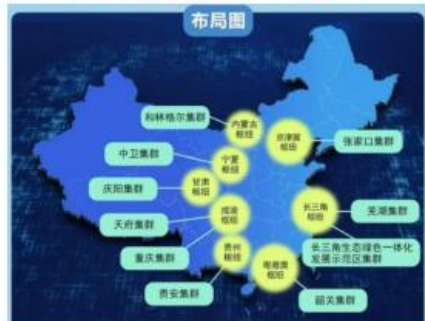 布局图
和林格尔集群
内蒙古
枢纽
京津冀
枢纽
张家口集群
中卫集群
宁夏
枢纽
庆阳集群
甘肃
枢纽
天府集群
成渝
枢纽
长三角
枢纽
芜湖集群
长三角生态绿色一体化
发展示范区集群
重庆集群
贵州
枢纽
粤港澳
枢纽
贵安集群
韶关集群